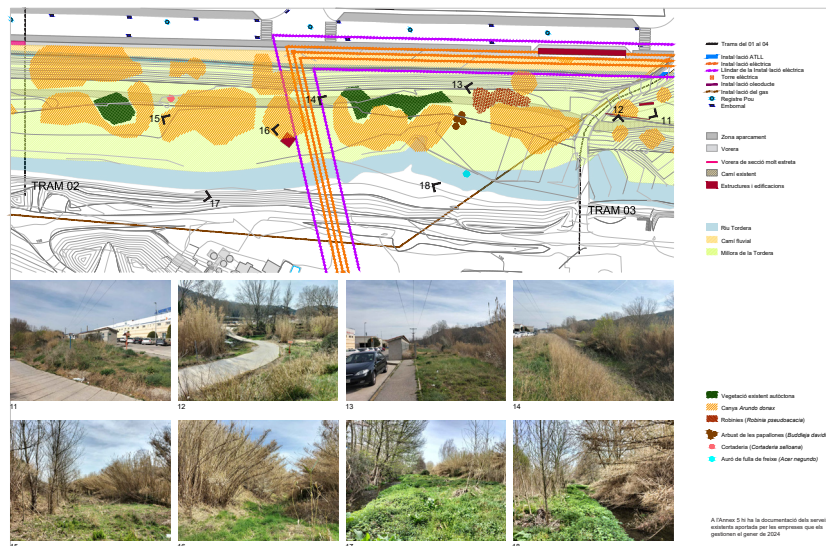 13
14
15
16
12
11
18
17
TRAM 02
TRAM 03
Trams del 01 al 04
Instal·lació ATLL
Instal·lació elèctrica
Llindar de la instal·lació elèctrica
Torre elèctrica
Instal·lació oleoducte
Instal·lació del gas
Registre Pou
Embornal
Zona aparcament
Vorera
Vorera de secció molt estreta
Camí existent
Estructures i edificacions
Riu Tordera
Camí fluvial
Millora de la Tordera
11
12
13
14
Vegetació existent autòctona
Canya Arundo donax
Robinies (Robinia pseudoacacia)
Arbust de les papallones (Buddleja davidi
Cortaderia (Cortaderia selloana)
Auró de fulla de freixe (Acer negundo)
A l'Annex 5 hi ha la documentació dels servei
existents aportada per les empreses que els
gestionen el gener de 2024